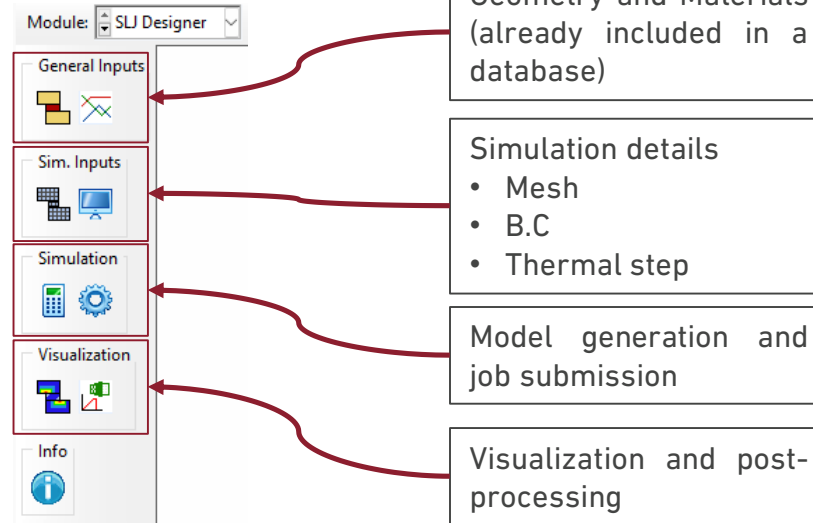 Module: SLJ Designer
General Inputs
Sim. Inputs
Simulation
Visualization
Info
Geometry and Materials
(already included in a
database)
Simulation details
• Mesh
• B.C
• Thermal step
Model generation and
job submission
Visualization and post-
processing